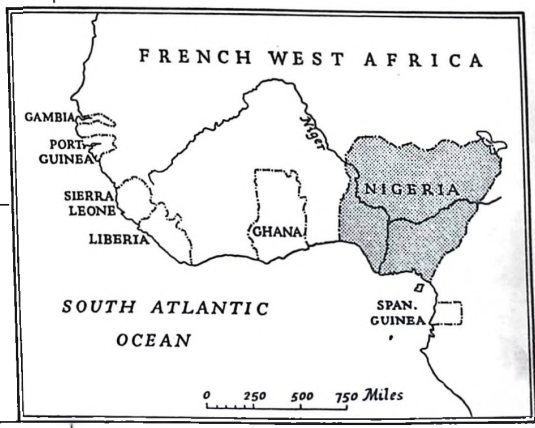 FRENCH WEST AFRICA
GAMBIA
PORT.
GUINEA
Niger
NIGERIA
SIERRA
LEONE
LIBERIA
GHANA
SOUTH ATLANTIC
OCEAN
SPAN.
GUINEA
0 250 500 750 Miles